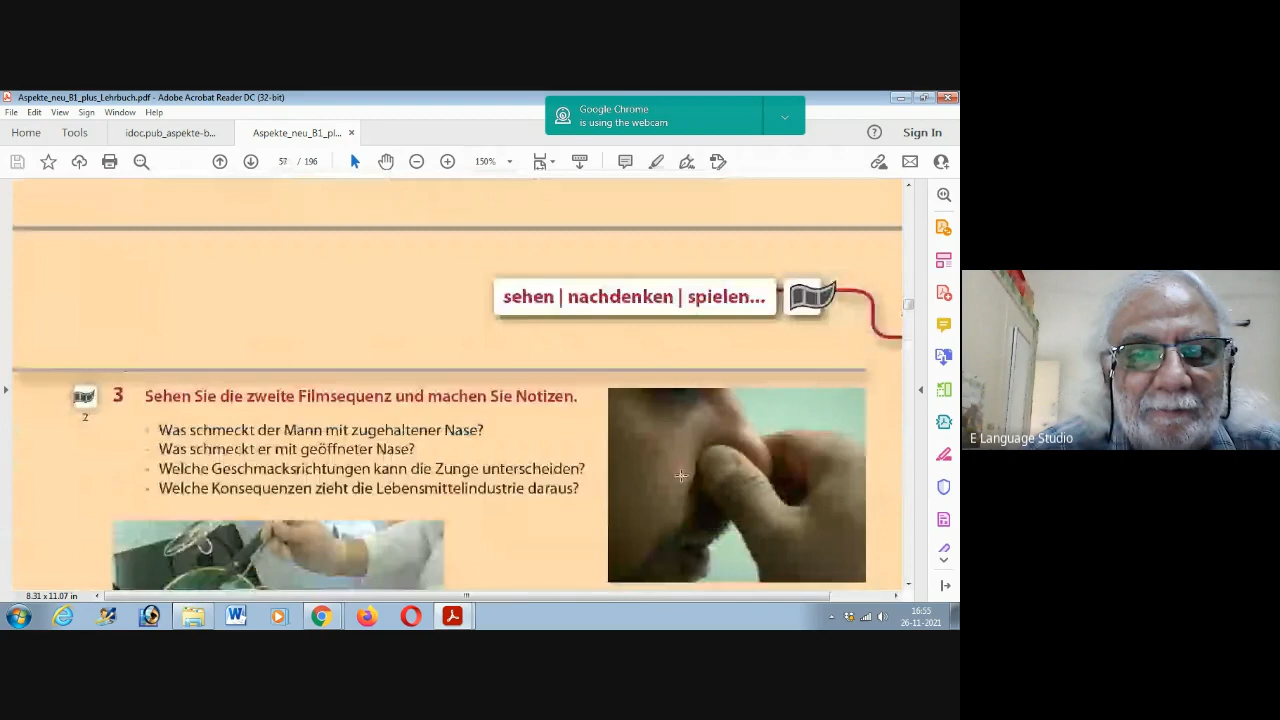 Aspekte_neu_B1_plus_Lehrbuch.pdf - Adobe Acrobat Reader DC (32-bit)
File Edit View Sign Window Help
Google Chrome
is using the webcam
Home Tools idoc.pub_aspekte-b... Aspekte_neu_B1_pl... × Sign In
57 / 196 150%
sehen | nachdenken | spielen...
3 Sehen Sie die zweite Filmsequenz und machen Sie Notizen.
2
- Was schmeckt der Mann mit zugehaltener Nase?
- Was schmeckt er mit geöffneter Nase?
- Welche Geschmacksrichtungen kann die Zunge unterscheiden?
- Welche Konsequenzen zieht die Lebensmittelindustrie daraus?
E Language Studio
8.31 x 11.07 in
16:55
26-11-2021